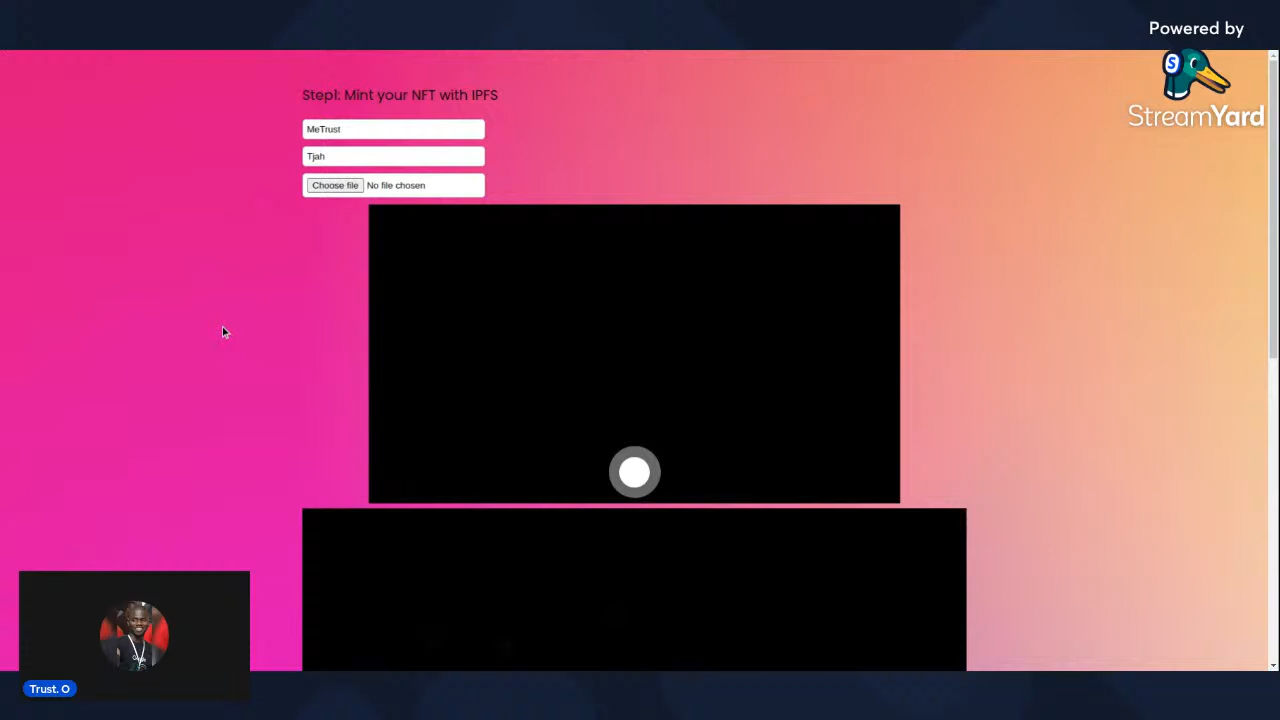 Powered by
StreamYard
Step1: Mint your NFT with IPFS
MeTrust
Tjah
Choose file No file chosen
Trust. O